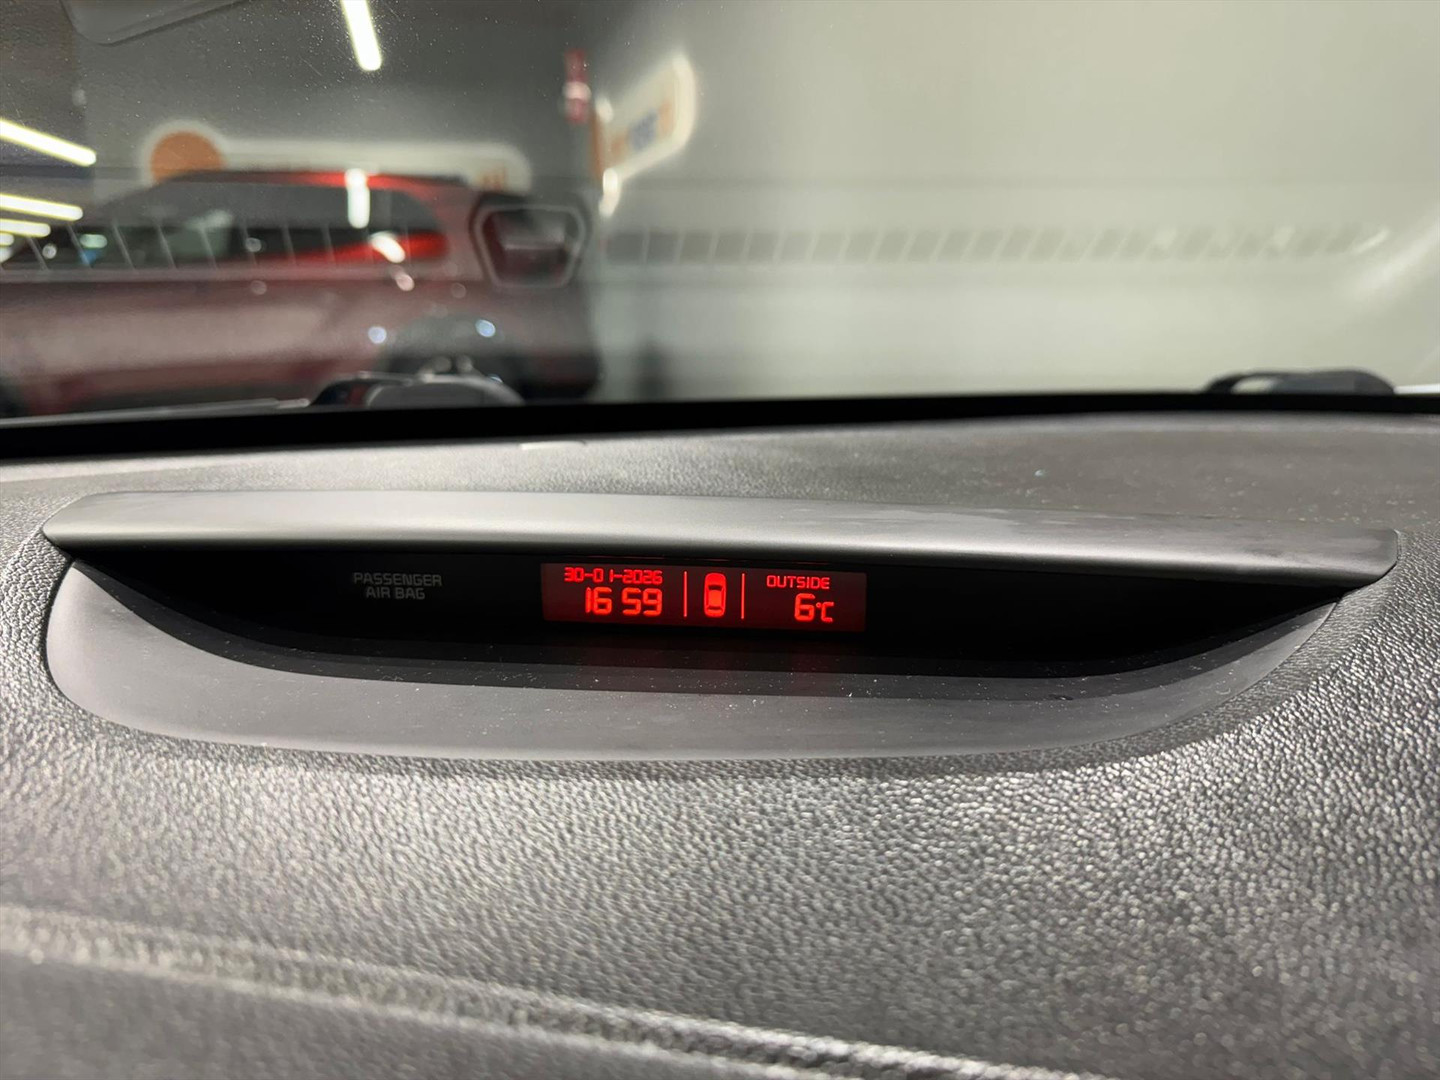 PASSENGER
AIR BAG
30-01-2026
16 59
OUTSIDE
6°C